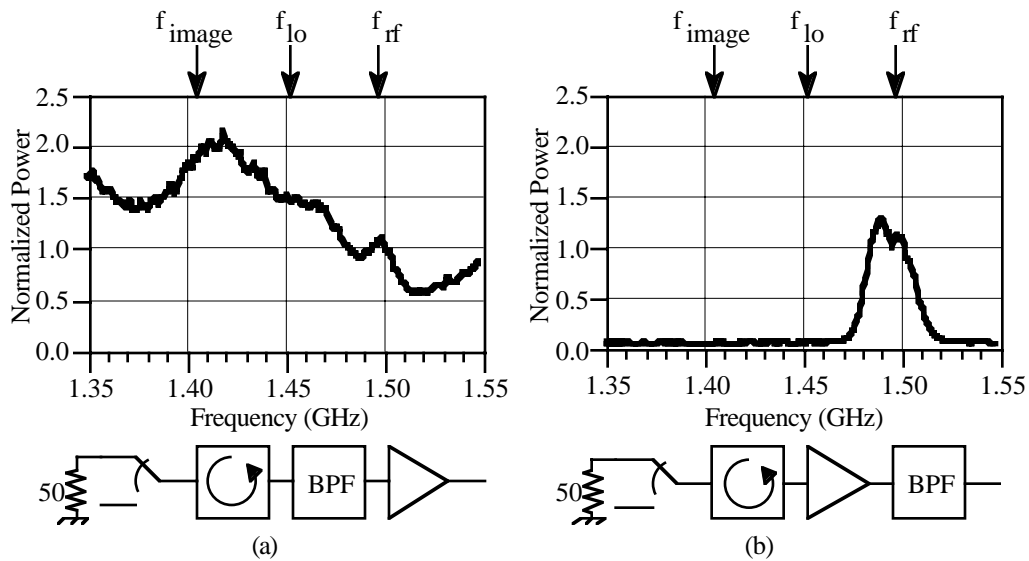 f image f lo f rf
2.5
2.0
1.5
1.0
0.5
0.0
Normalized Power
1.35 1.40 1.45 1.50 1.55
Frequency (GHz)
50
BPF
(a)
f image f lo f rf
2.5
2.0
1.5
1.0
0.5
0.0
Normalized Power
1.35 1.40 1.45 1.50 1.55
Frequency (GHz)
50
BPF
(b)